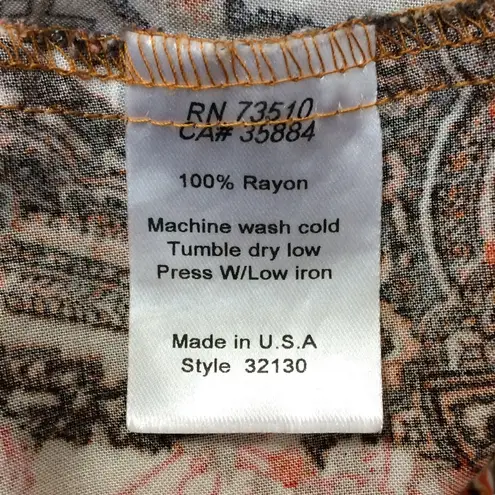 RN 73510
CA# 35884
100% Rayon
Machine wash cold
Tumble dry low
Press W/Low iron
Made in U.S.A
Style 32130